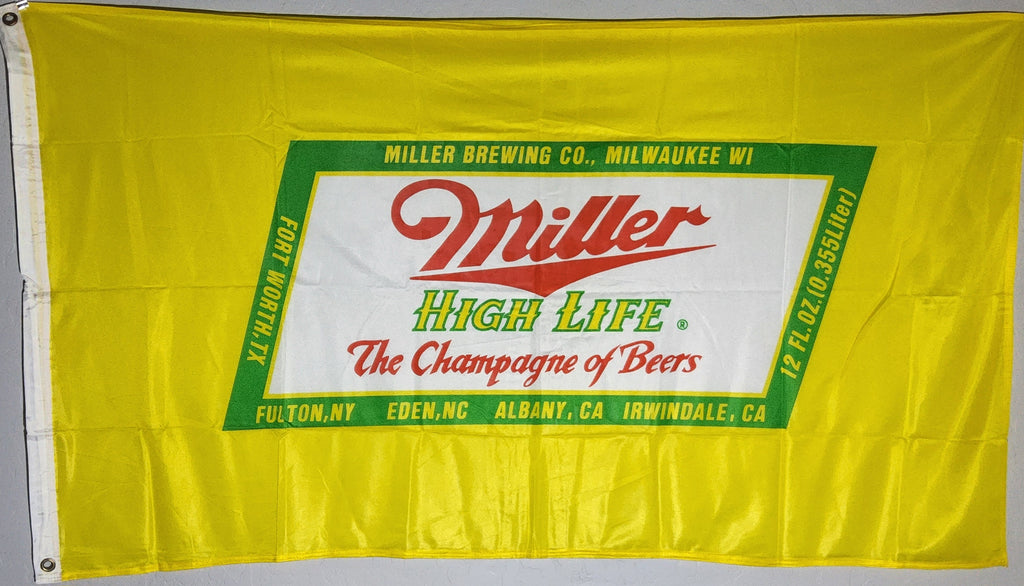 MILLER BREWING CO., MILWAUKEE WI
Miller
HIGH LIFE ®
The Champagne of Beers
FORT WORTH, TX
12 FL. OZ. (0.355Liter)
FULTON, NY EDEN, NC ALBANY, CA IRWINDALE, CA